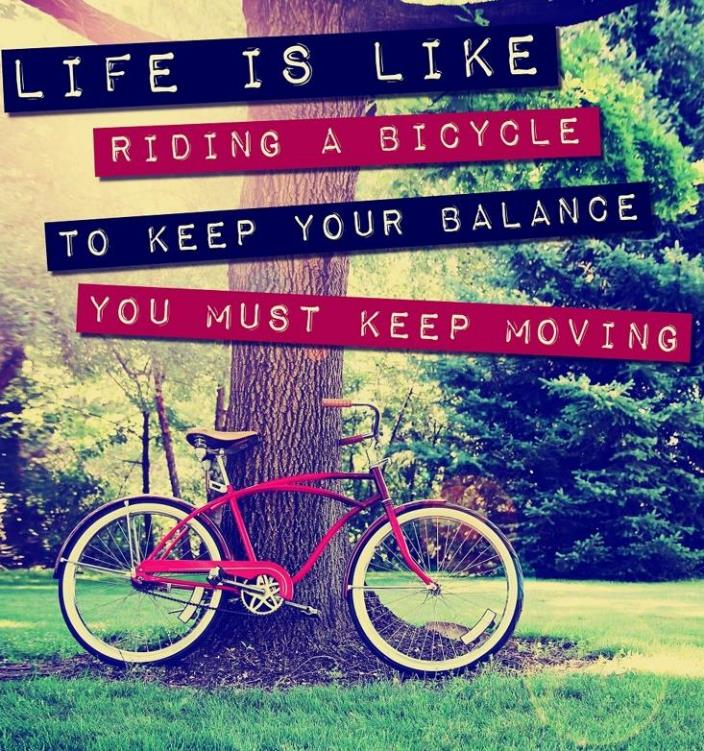 LIFE IS LIKE
RIDING A BICYCLE
TO KEEP YOUR BALANCE
YOU MUST KEEP MOVING